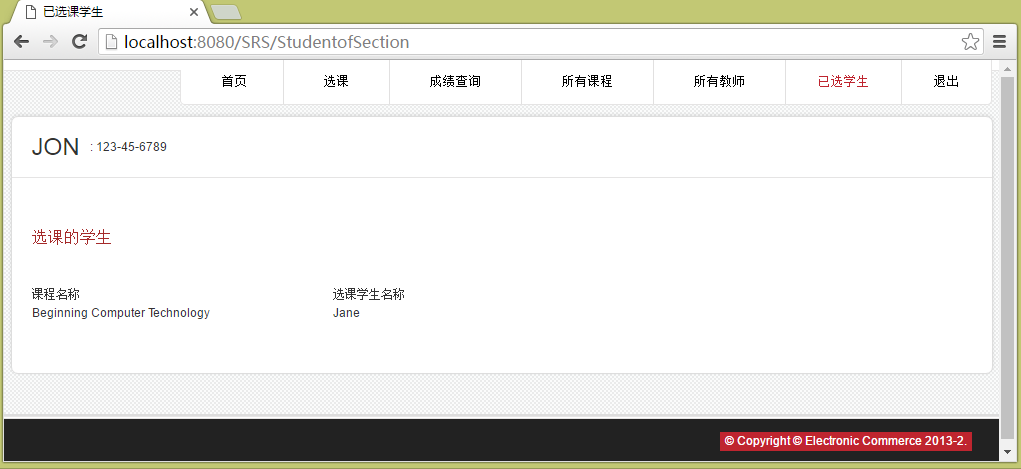 已选课学生
localhost:8080/SRS/StudentofSection
首页 选课 成绩查询 所有课程 所有教师 已选学生 退出
JON : 123-45-6789
选课的学生
课程名称 选课学生名称
Beginning Computer Technology Jane
© Copyright © Electronic Commerce 2013-2.